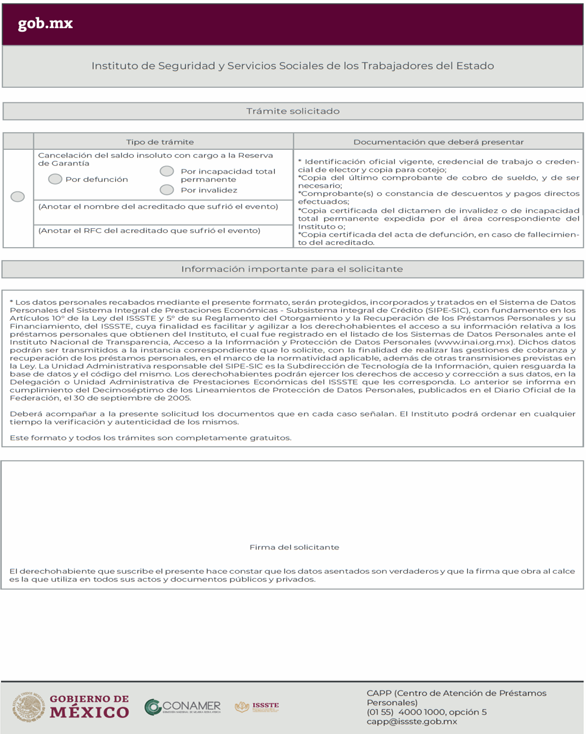 gob.mx
Instituto de Seguridad y Servicios Sociales de los Trabajadores del Estado
Trámite solicitado
Tipo de trámite
Cancelación del saldo insoluto con cargo a la Reserva
de Garantía
Por defunción
Por incapacidad total
permanente
Por invalidez
(Anotar el nombre del acreditado que sufrió el evento)
(Anotar el RFC del acreditado que sufrió el evento)
Documentación que deberá presentar
* Identificación oficial vigente, credencial de trabajo o creden-
cial de elector y copia para cotejo;
*Copia del último comprobante de cobro de sueldo, y de ser
necesario;
*Comprobante(s) o constancia de descuentos y pagos directos
efectuados;
*Copia certificada del dictamen de invalidez o de incapacidad
total permanente expedida por el área correspondiente del
Instituto o;
*Copia certificada del acta de defunción, en caso de fallecimien-
to del acreditado.
Información importante para el solicitante
* Los datos personales recabados mediante el presente formato, serán protegidos, incorporados y tratados en el Sistema de Datos
Personales del Sistema Integral de Prestaciones Económicas - Subsistema integral de Crédito (SIPE-SIC), con fundamento en los
Artículos 10° de la Ley del ISSSTE y 5° de su Reglamento del Otorgamiento y la Recuperación de los Préstamos Personales y su
Financiamiento, del ISSSTE, cuya finalidad es facilitar y agilizar a los derechohabientes el acceso a su información relativa a los
préstamos personales que obtienen del Instituto, el cual fue registrado en el listado de los Sistemas de Datos Personales ante el
Instituto Nacional de Transparencia, Acceso a la Información y Protección de Datos Personales (www.inai.org.mx). Dichos datos
podrán ser transmitidos a la instancia correspondiente que lo solicite, con la finalidad de realizar las gestiones de cobranza y
recuperación de los préstamos personales, en el marco de la normatividad aplicable, además de otras transmisiones previstas en
la Ley. La Unidad Administrativa responsable del SIPE-SIC es la Subdirección de Tecnología de la Información, quien resguarda la
base de datos y el código del mismo. Los derechohabientes podrán ejercer los derechos de acceso y corrección a sus datos, en la
Delegación o Unidad Administrativa de Prestaciones Económicas del ISSSTE que les corresponda. Lo anterior se informa en
cumplimiento del Decimoséptimo de los Lineamientos de Protección de Datos Personales, publicados en el Diario Oficial de la
Federación, el 30 de septiembre de 2005.
Deberá acompañar a la presente solicitud los documentos que en cada caso señalan. El Instituto podrá ordenar en cualquier
tiempo la verificación y autenticidad de los mismos.
Este formato y todos los trámites son completamente gratuitos.
Firma del solicitante
El derechohabiente que suscribe el presente hace constar que los datos asentados son verdaderos y que la firma que obra al calce
es la que utiliza en todos sus actos y documentos públicos y privados.
GOBIERNO DE
MÉXICO
CONAMER
ISSSTE
CAPP (Centro de Atención de Préstamos
Personales)
(01 55) 4000 1000, opción 5
capp@issste.gob.mx